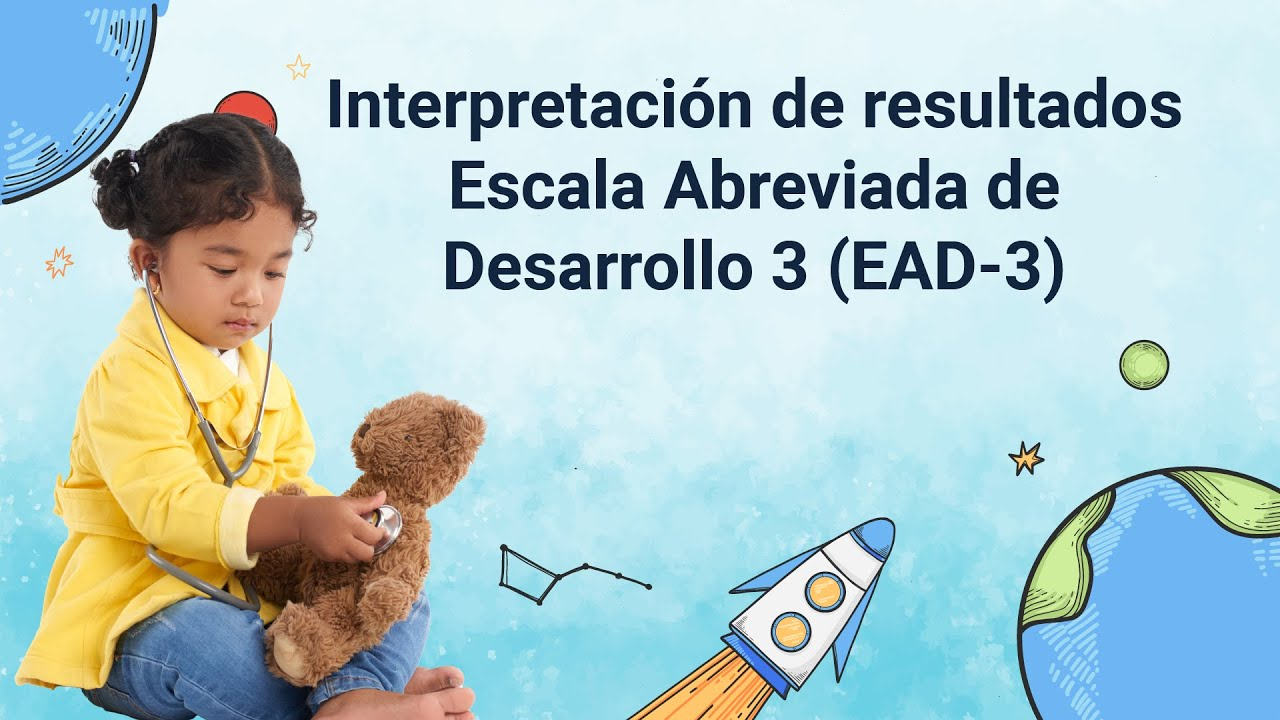 Interpretación de resultados
Escala Abreviada de
Desarrollo 3 (EAD-3)